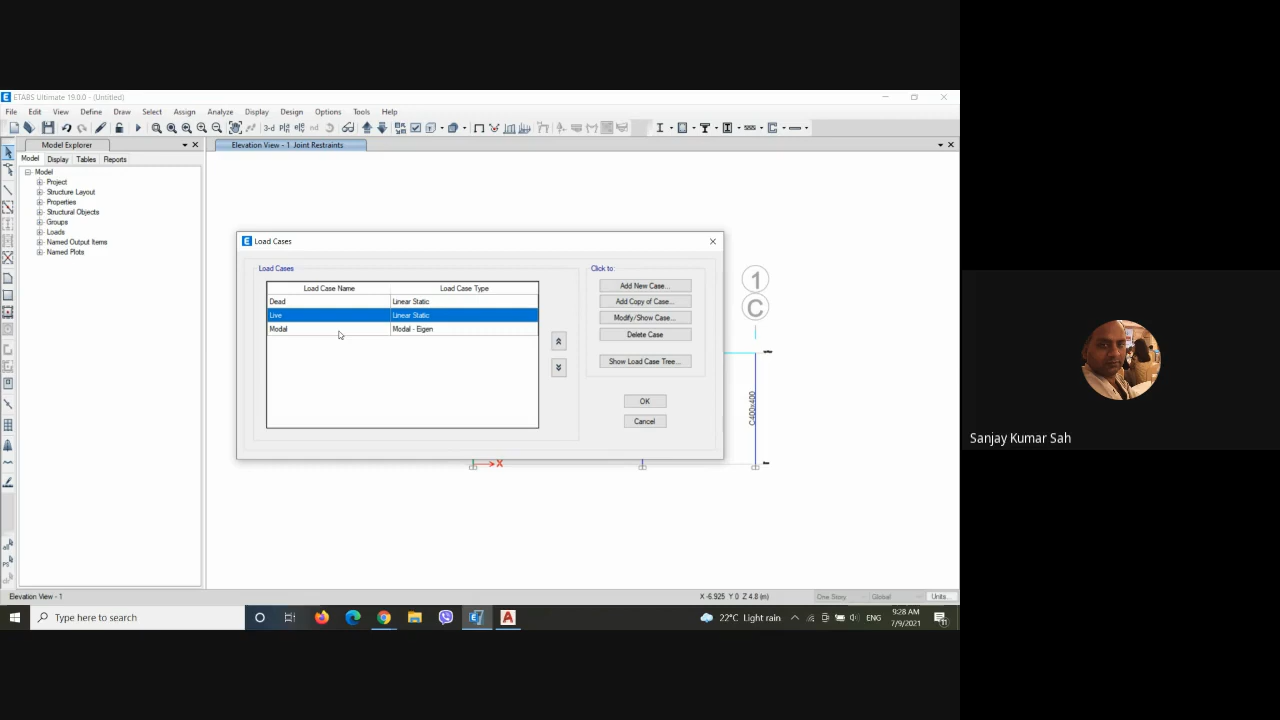 ETABS Ultimate 19.0.0 - (Untitled)
File Edit View Define Draw Select Assign Analyze Display Design Options Tools Help
3-d
Model Explorer
Elevation View - 1 Joint Restraints
Model Display Tables Reports
Model
Project
Structure Layout
Properties
Structural Objects
Groups
Loads
Named Output Items
Named Plots
Load Cases
Load Cases
Click to:
Load Case Name Load Case Type
Dead Linear Static
Live Linear Static
Modal Modal - Eigen
Add New Case...
Add Copy of Case...
Modify/Show Case...
Delete Case
Show Load Case Tree...
OK
Cancel
1
C
C400x400
X
Sanjay Kumar Sah
Elevation View - 1
X -6.925 Y 0 Z 4.8 (m)
One Story
Global
Units...
Type here to search
22°C Light rain
ENG
9:28 AM
7/9/2021